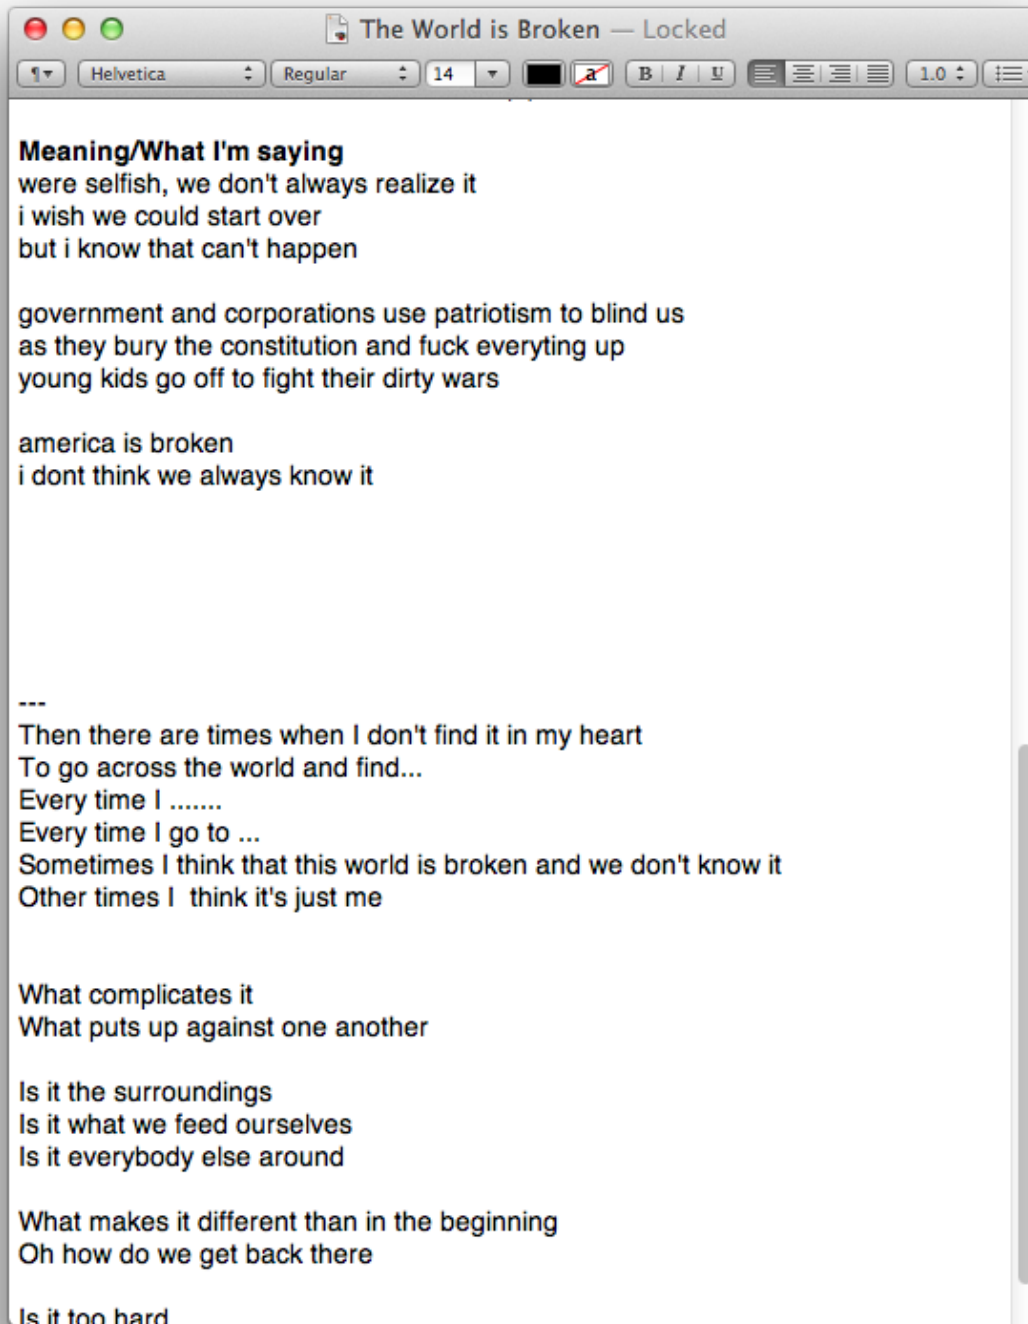 The World is Broken — Locked
Helvetica Regular 14 a B I U 1.0
Meaning/What I'm saying
were selfish, we don't always realize it
i wish we could start over
but i know that can't happen
government and corporations use patriotism to blind us
as they bury the constitution and fuck everyting up
young kids go off to fight their dirty wars
america is broken
i dont think we always know it
---
Then there are times when I don't find it in my heart
To go across the world and find...
Every time I .......
Every time I go to ...
Sometimes I think that this world is broken and we don't know it
Other times I  think it's just me
What complicates it
What puts up against one another
Is it the surroundings
Is it what we feed ourselves
Is it everybody else around
What makes it different than in the beginning
Oh how do we get back there
Is it too hard